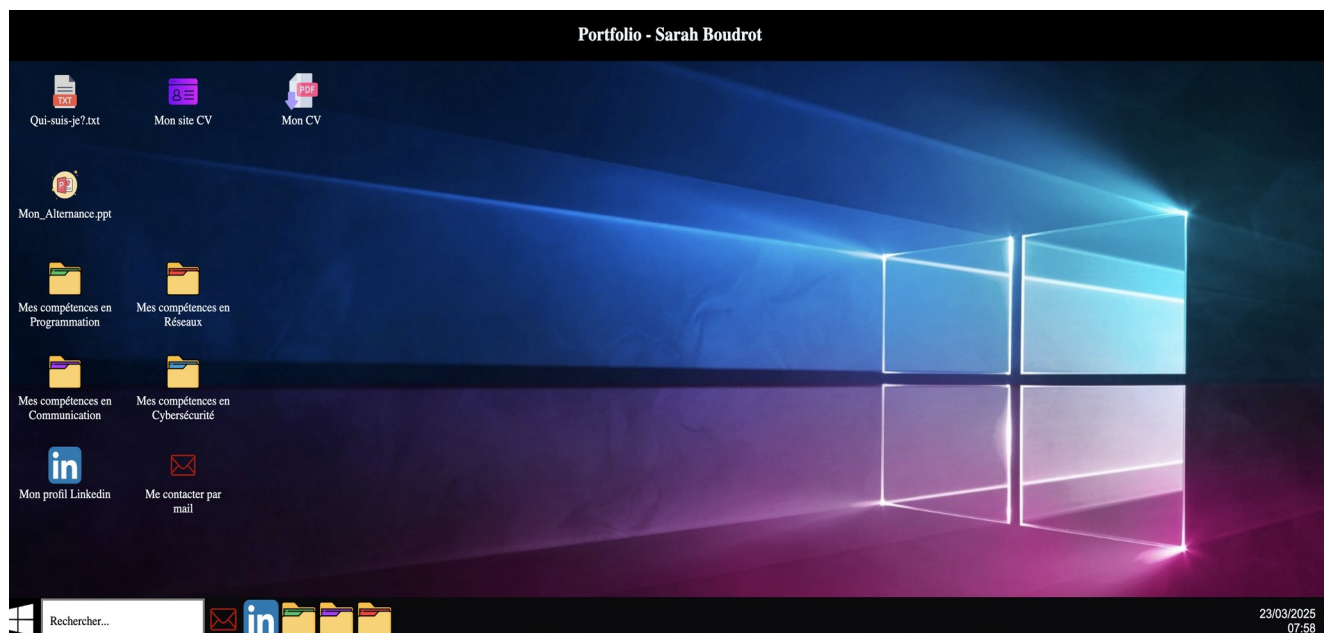 Portfolio - Sarah Boudrot
TXT
PDF
Qui-suis-je?.txt
Mon site CV
Mon CV
P
Mon_Alternance.ppt
Mes compétences en
Programmation
Mes compétences en
Réseaux
Mes compétences en
Communication
Mes compétences en
Cybersécurité
in
Mon profil Linkedin
Me contacter par
mail
Rechercher...
in
23/03/2025
07:58